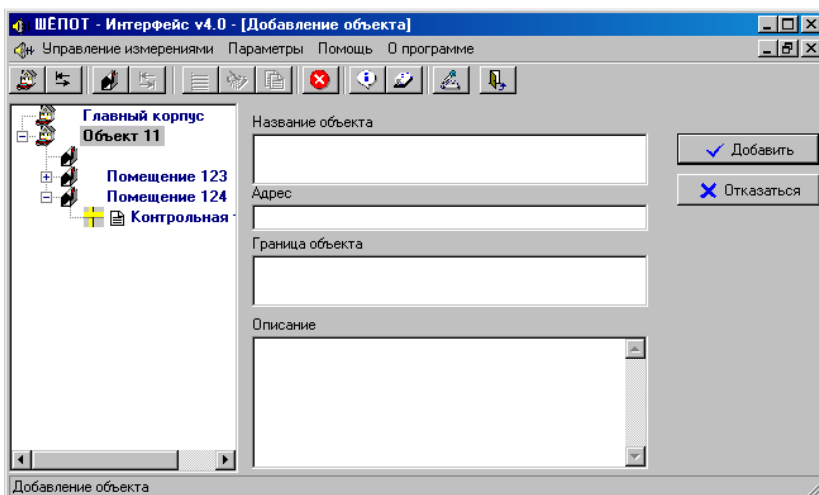 ШЁПОТ - Интерфейс v4.0 - [Добавление объекта]
Управление измерениями Параметры Помощь О программе
Главный корпус
Объект 11
Помещение 123
Помещение 124
Контрольная
Название объекта
Адрес
Граница объекта
Описание
Добавить
Отказаться
Добавление объекта